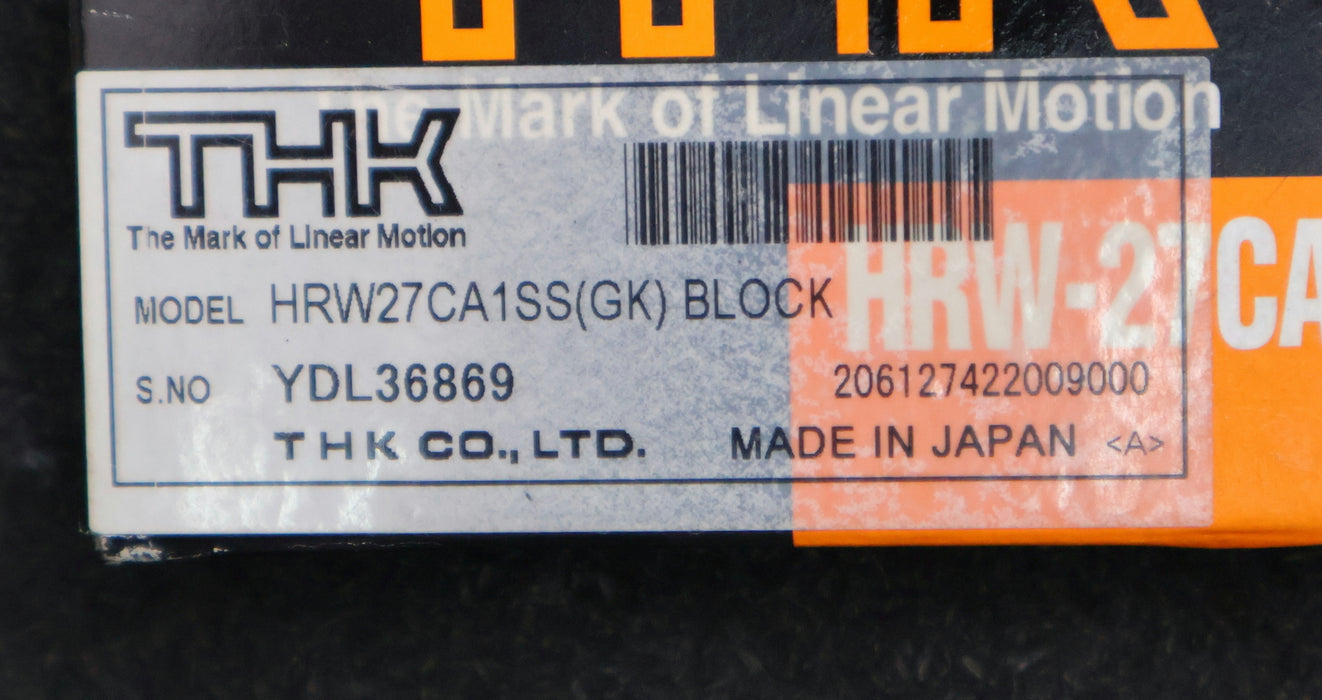 THK
The Mark of Linear Motion
THK
The Mark of Linear Motion
HRW-27CA
MODEL HRW27CA1SS(GK) BLOCK
S.NO YDL36869 206127422009000
THK CO., LTD. MADE IN JAPAN <A>